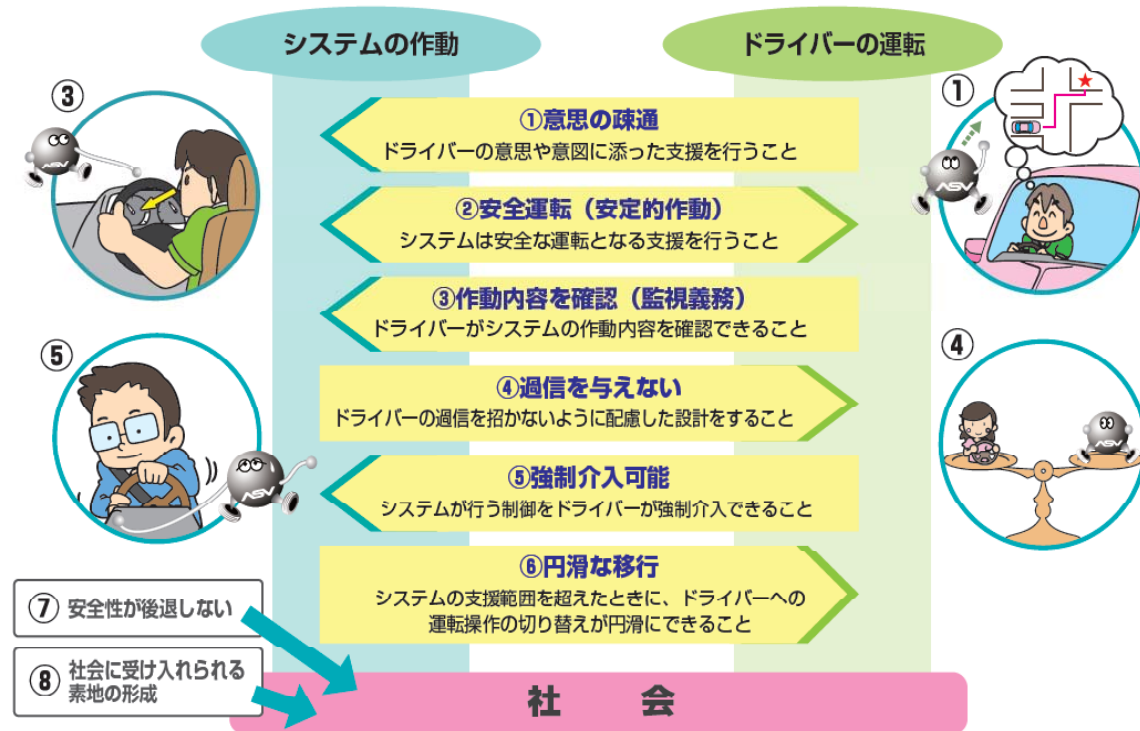 システムの作動
ドライバーの運転
③
①
ASV
ASV
①意思の疎通
ドライバーの意思や意図に添った支援を行うこと
②安全運転（安定的作動）
システムは安全な運転となる支援を行うこと
③作動内容を確認（監視義務）
ドライバーがシステムの作動内容を確認できること
⑤
④
④過信を与えない
ドライバーの過信を招かないように配慮した設計をすること
ASV
ASV
⑤強制介入可能
システムが行う制御をドライバーが強制介入できること
⑥円滑な移行
システムの支援範囲を超えたときに、ドライバーへの
運転操作の切り替えが円滑にできること
⑦ 安全性が後退しない
⑧ 社会に受け入れられる
素地の形成
社　会